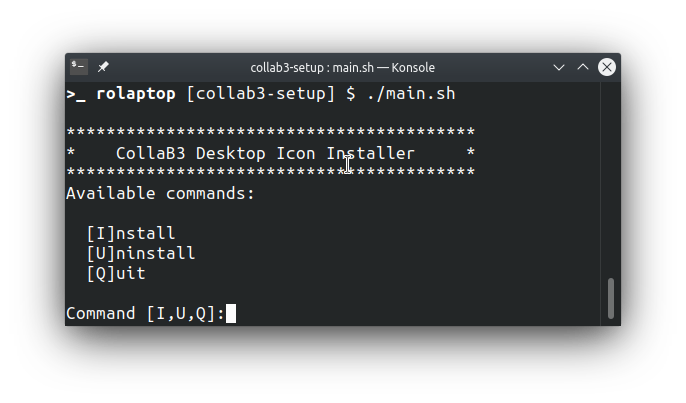 collab3-setup : main.sh — Konsole
>_ rolaptop [collab3-setup] $ ./main.sh
*****************************************
*    CollaB3 Desktop Icon Installer     *
*****************************************
Available commands:
[I]nstall
[U]ninstall
[Q]uit
Command [I,U,Q]: